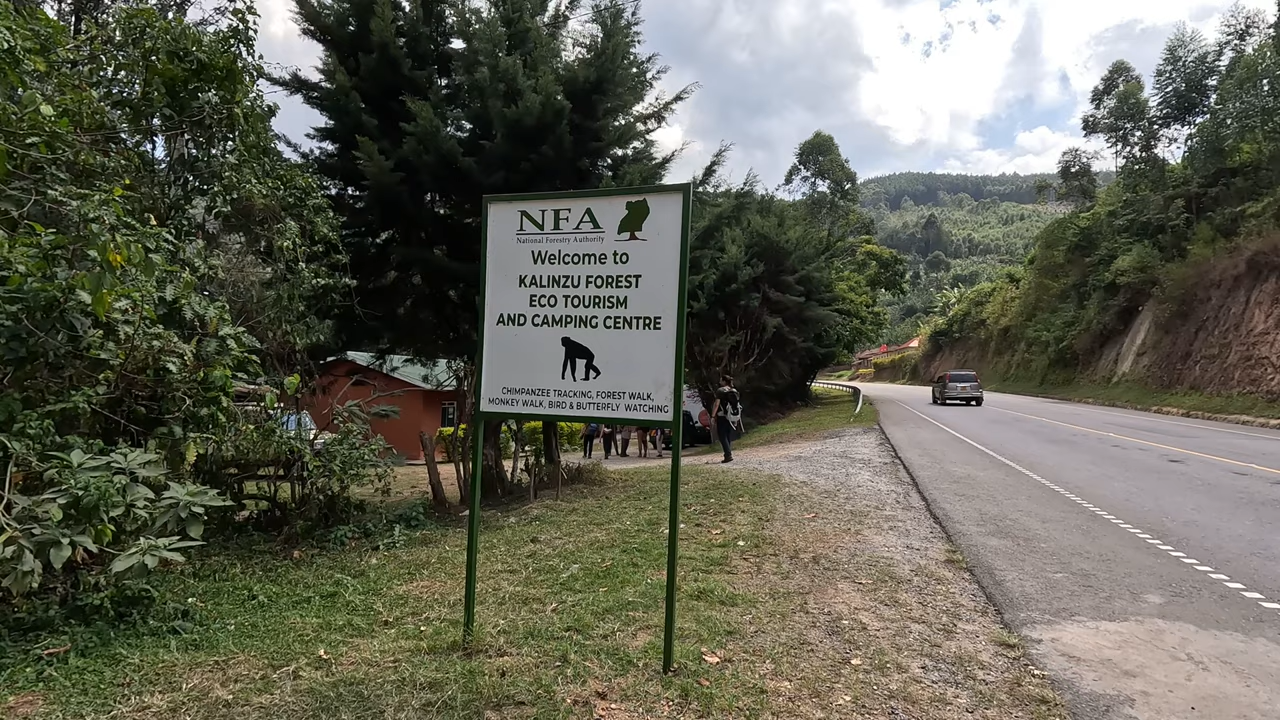 NFA
National Forestry Authority
Welcome to
KALINZU FOREST
ECO TOURISM
AND CAMPING CENTRE
CHIMPANZEE TRACKING, FOREST WALK,
MONKEY WALK, BIRD & BUTTERFLY WATCHING